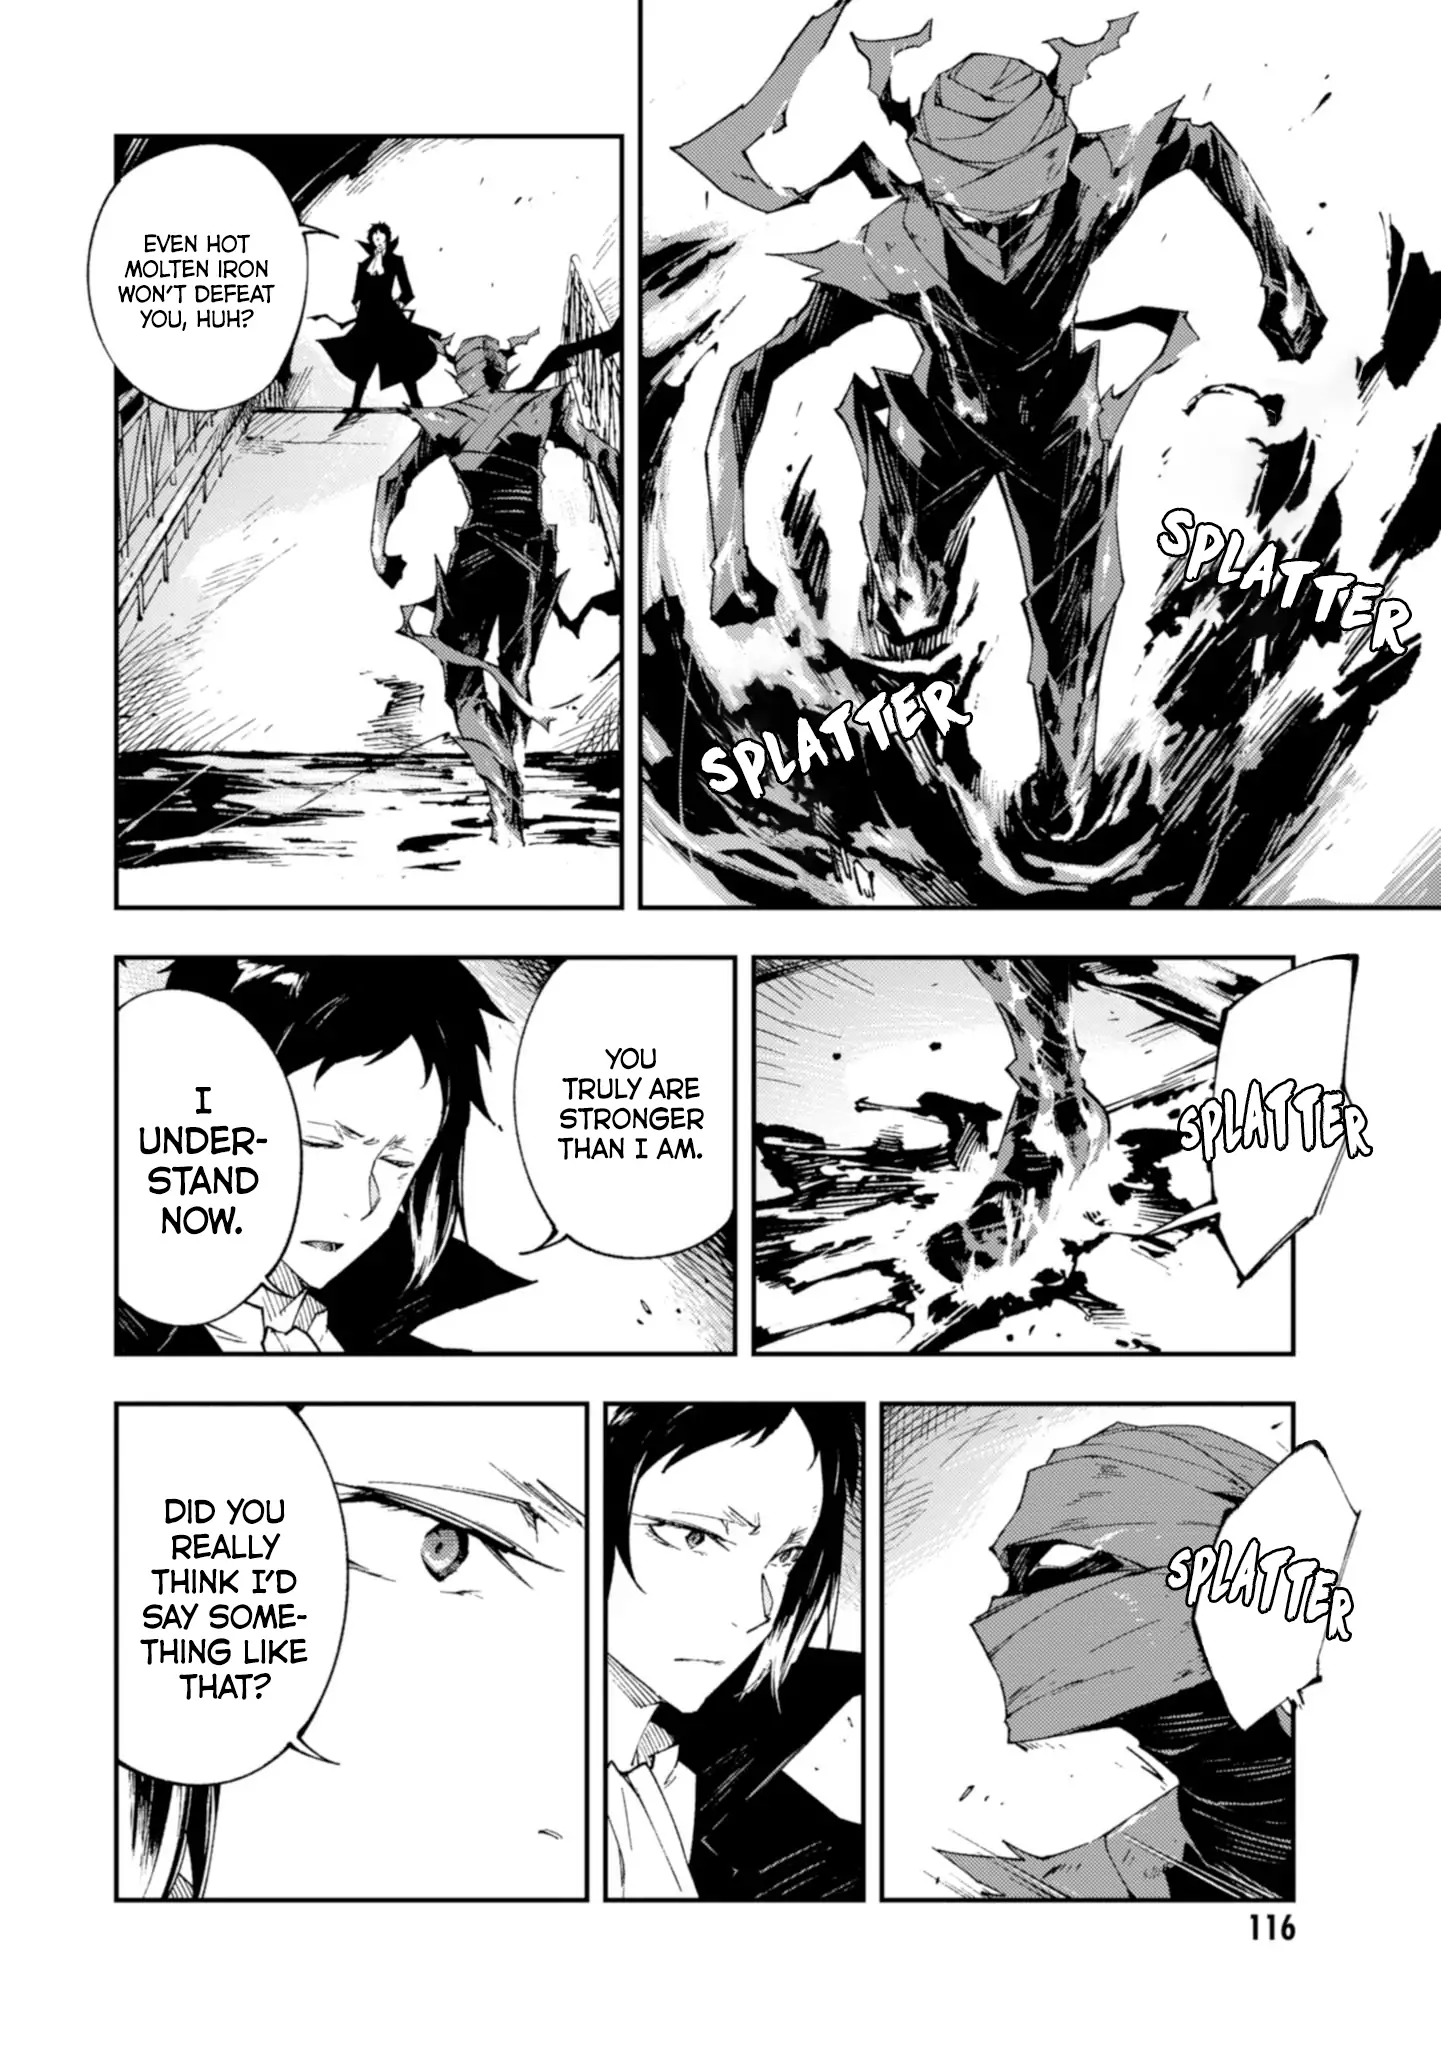 SPLATTER
SPLATTER
EVEN HOT
MOLTEN IRON
WON'T DEFEAT
YOU, HUH?
SPLATTER
YOU
TRULY ARE
STRONGER
THAN I AM.
I
UNDER-
STAND
NOW.
SPLATTER
DID YOU
REALLY
THINK I'D
SAY SOME-
THING LIKE
THAT?
116